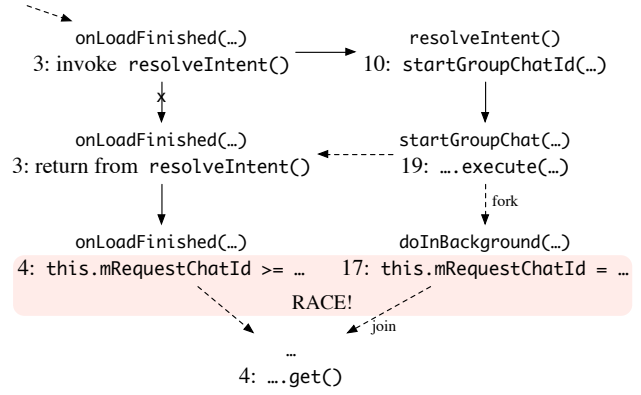 onLoadFinished(…)
3: invoke resolveIntent()
resolveIntent()
10: startGroupChatId(…)
x
onLoadFinished(…)
3: return from resolveIntent()
startGroupChat(…)
19: ….execute(…)
fork
onLoadFinished(…)
4: this.mRequestChatId >= …
doInBackground(…)
17: this.mRequestChatId = …
RACE!
join
…
4: ….get()